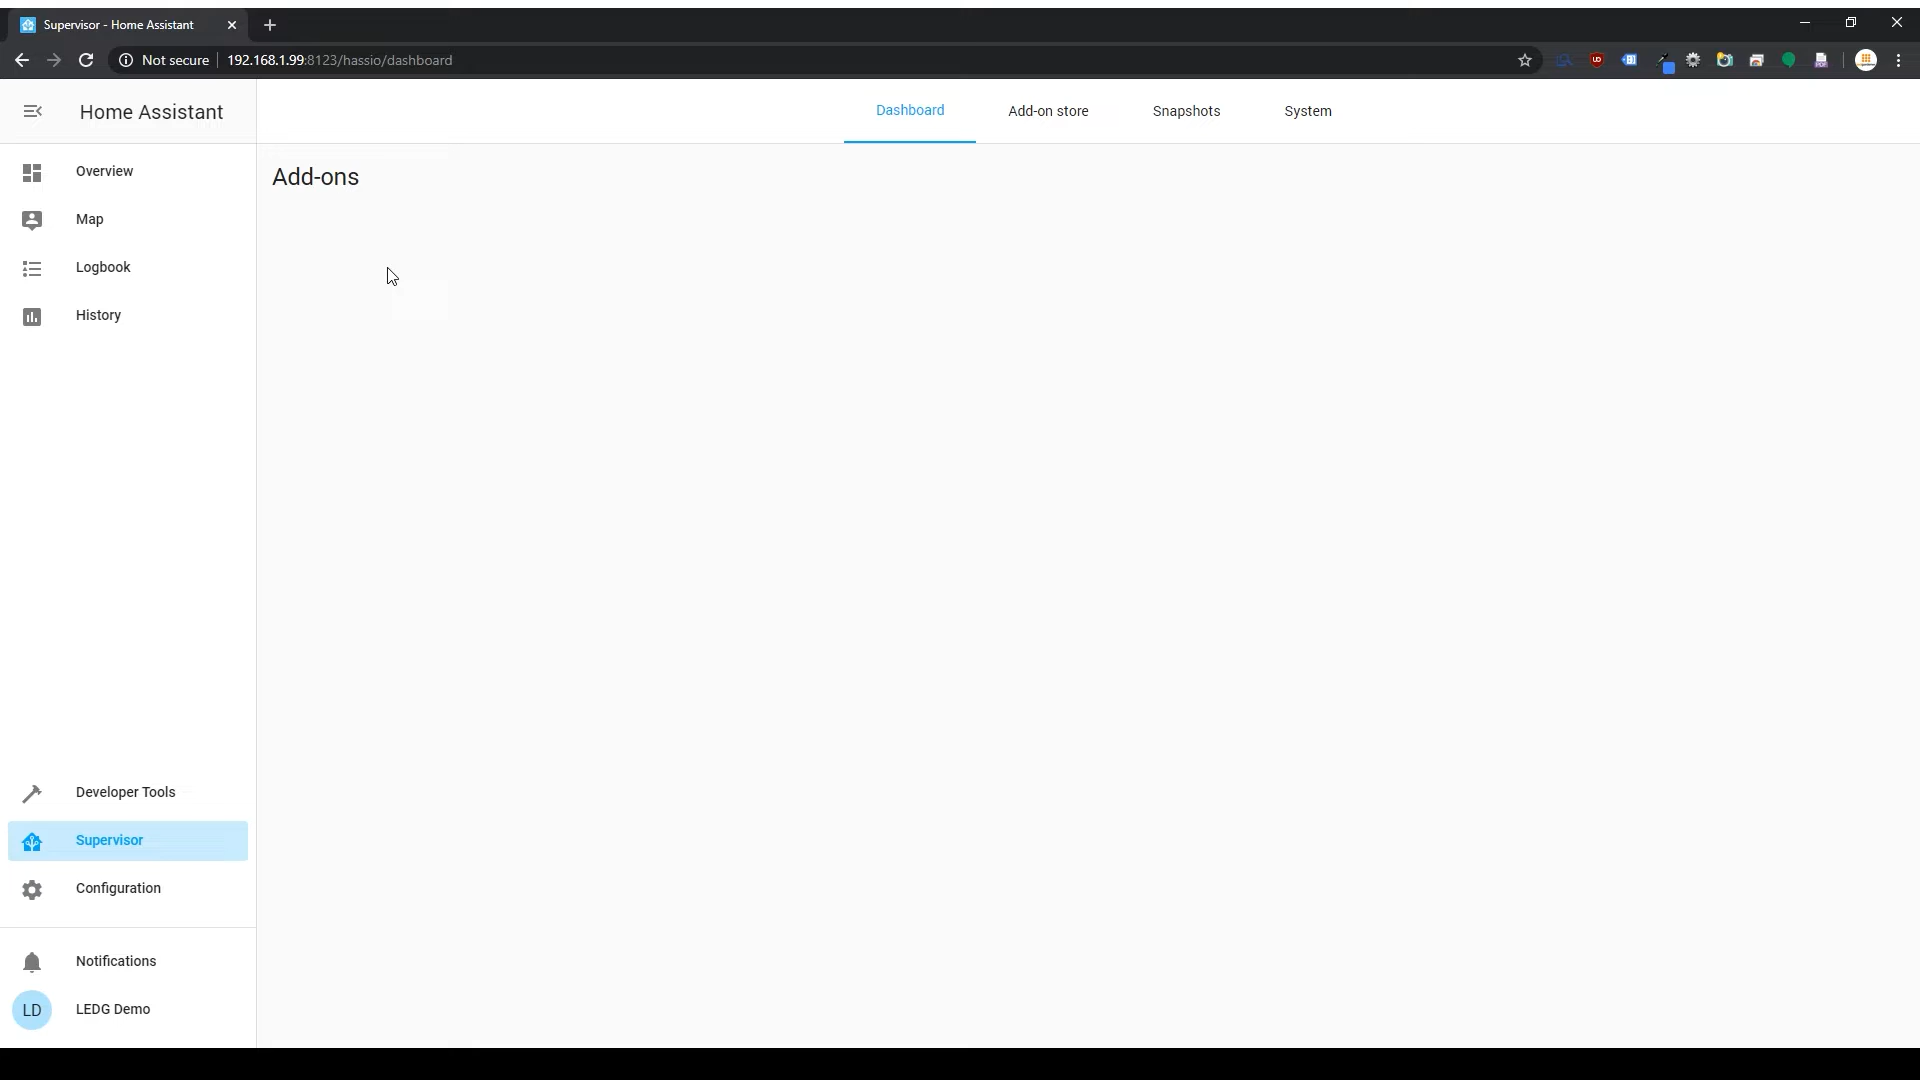 Supervisor - Home Assistant
Not secure 192.168.1.99:8123/hassio/dashboard
Home Assistant
Dashboard Add-on store Snapshots System
Overview
Add-ons
Map
Logbook
History
Developer Tools
Supervisor
Configuration
Notifications
LD LEDG Demo